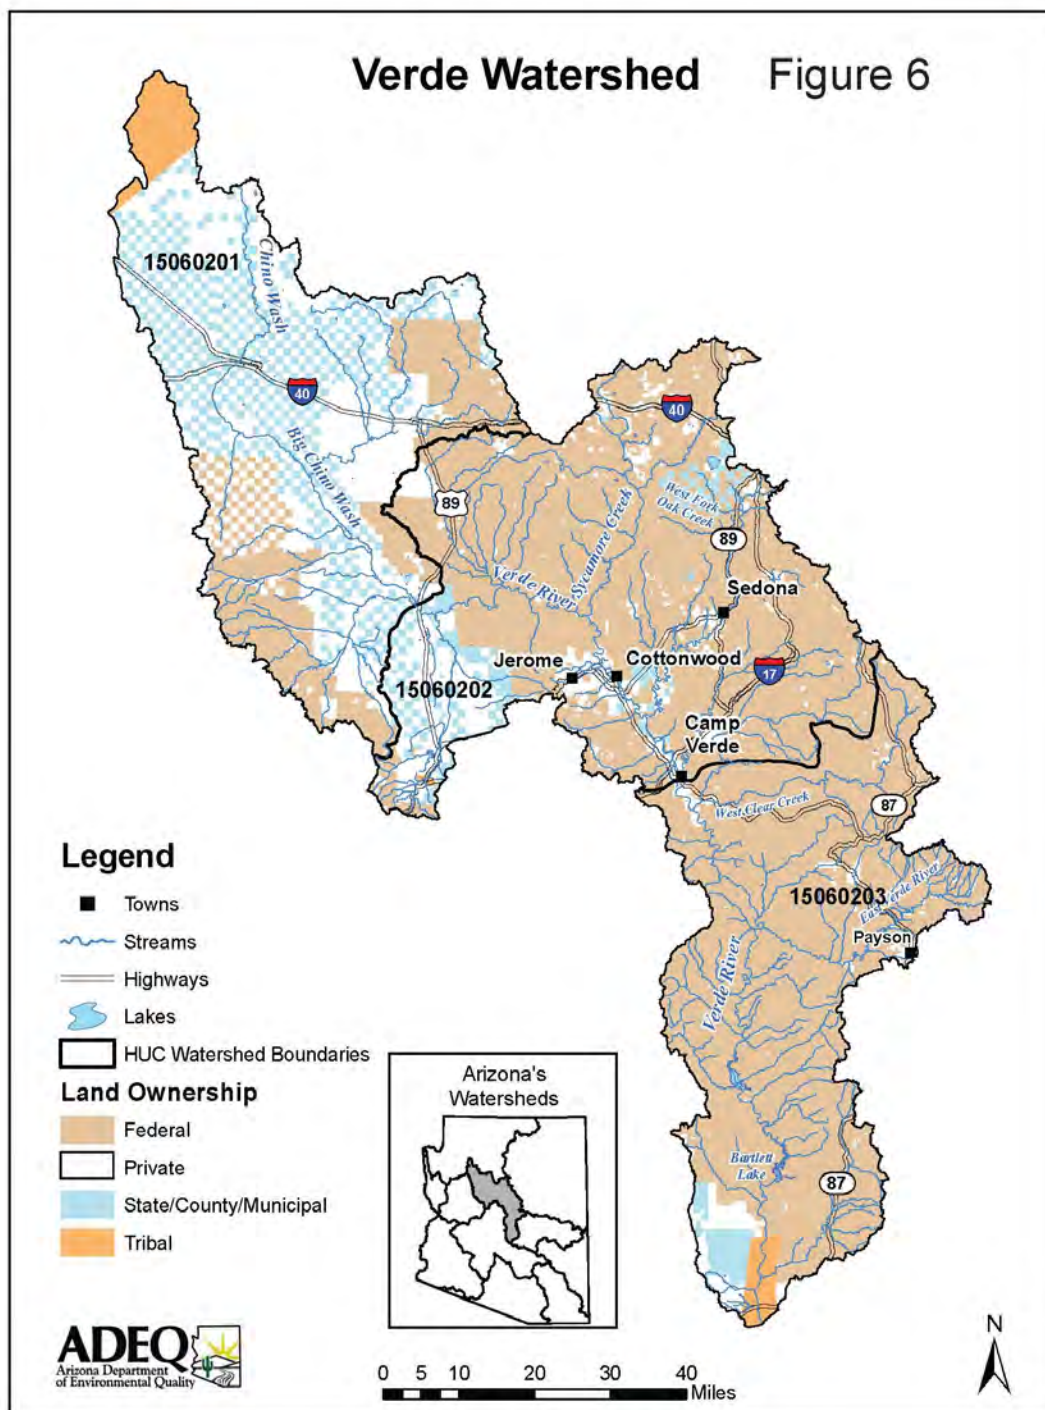 Verde Watershed Figure 6
15060201
Chino Wash
40
40
Big Chino Wash
89
West Fork
Oak Creek
Sycamore Creek
89
Verde River
Sedona
Jerome
Cottonwood
17
15060202
Camp
Verde
West Clear Creek
87
15060203
East Verde River
Payson
Verde River
Bartlett
Lake
87
Legend
Towns
Streams
Highways
Lakes
HUC Watershed Boundaries
Land Ownership
Federal
Private
State/County/Municipal
Tribal
Arizona's
Watersheds
ADEQ
Arizona Department
of Environmental Quality
0 5 10 20 30 40
Miles
N